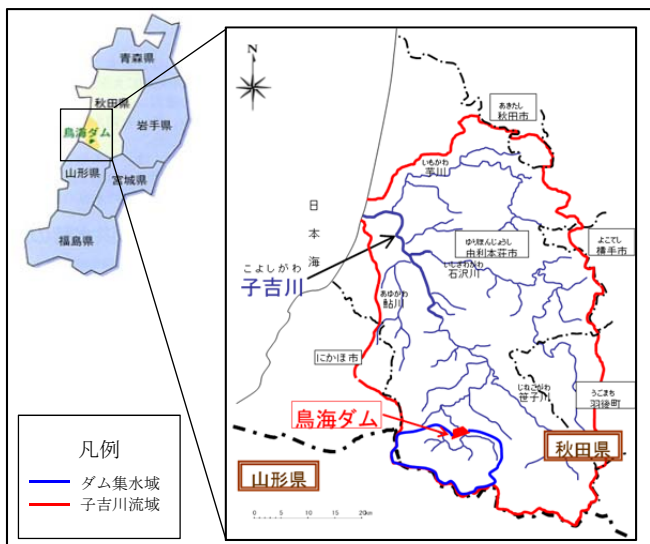 青森県
秋田県
鳥海ダム
岩手県
山形県
宮城県
福島県
凡例
ダム集水域
子吉川流域
N
あきたし
秋田市
いもかわ
芋川
日本海
ゆりほんじょうし
由利本荘市
よこてし
横手市
こよしがわ
子吉川
いしざわがわ
石沢川
あゆかわ
鮎川
にかほ市
じねごがわ
笹子川
うごまち
羽後町
鳥海ダム
秋田県
山形県
0 5 10 15 20km